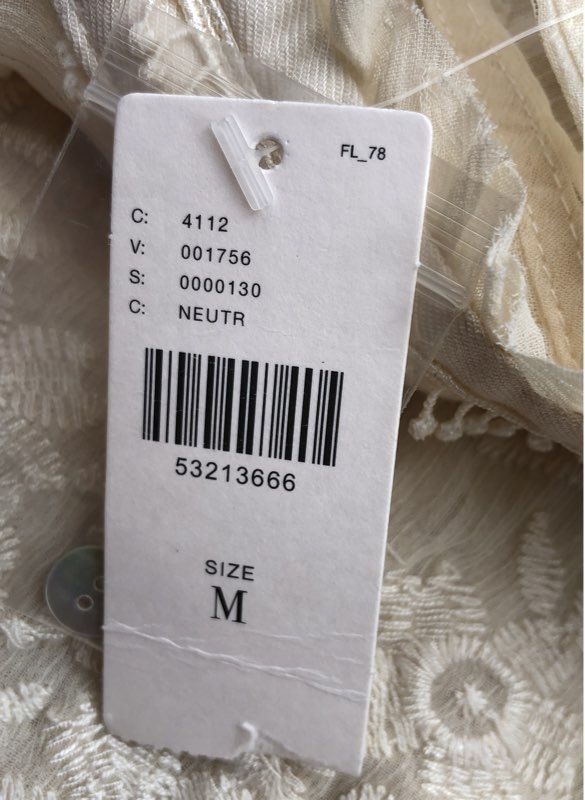 FL_78
C: 4112
V: 001756
S: 0000130
C: NEUTR
53213666
SIZE
M